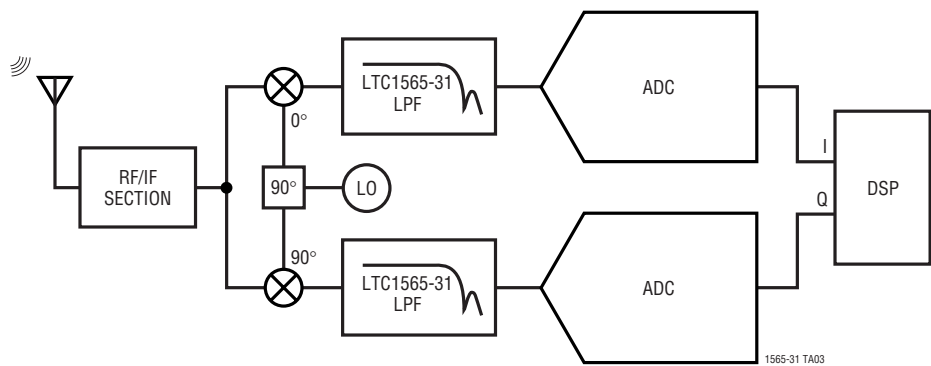 LTC1565-31
LPF
ADC
0°
I
RF/IF
SECTION
90°
LO
DSP
Q
90°
LTC1565-31
LPF
ADC
1565-31 TA03